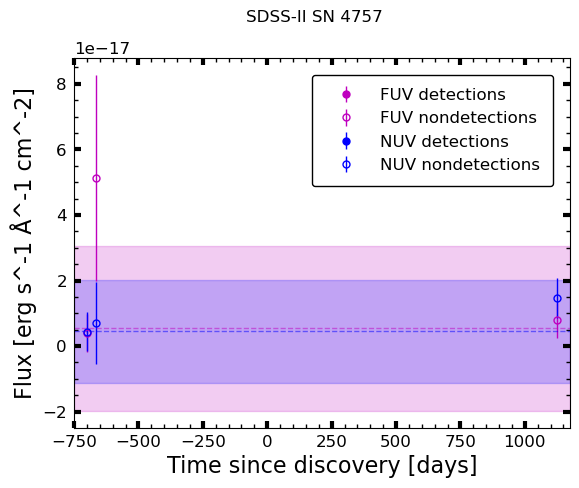 SDSS-II SN 4757
1e−17
FUV detections
FUV nondetections
NUV detections
NUV nondetections
8
6
4
2
0
−2
Flux [erg s^-1 Å^-1 cm^-2]
−750 −500 −250 0 250 500 750 1000
Time since discovery [days]